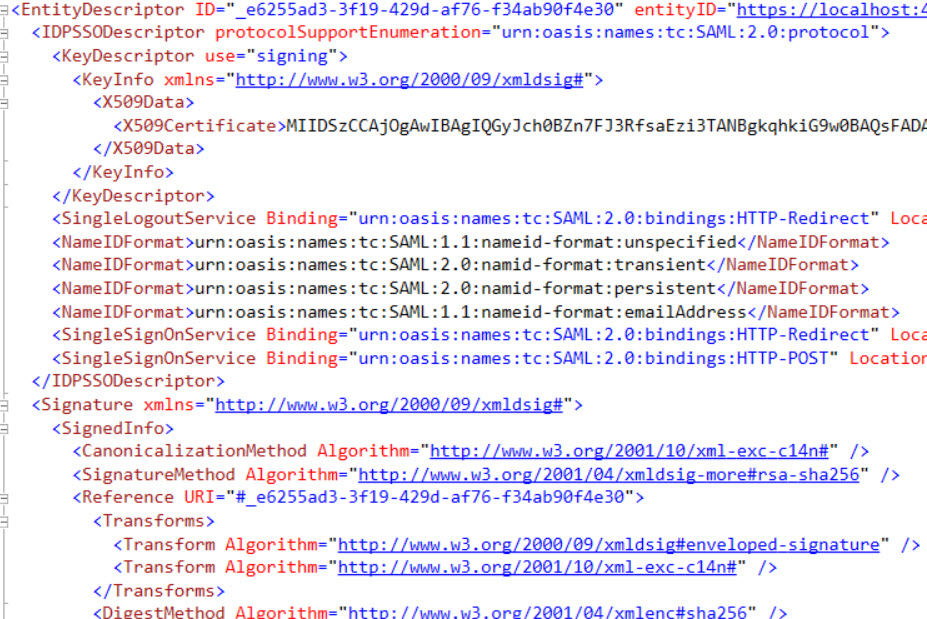 <EntityDescriptor ID="_e6255ad3-3f19-429d-af76-f34ab90f4e30" entityID="https://localhost:4
<IDPSSODescriptor protocolSupportEnumeration="urn:oasis:names:tc:SAML:2.0:protocol">
<KeyDescriptor use="signing">
<KeyInfo xmlns="http://www.w3.org/2000/09/xmldsig#">
<X509Data>
<X509Certificate>MIIDSzCCAjOgAwIBAgIQGyJch0BZn7FJ3RfsaEzi3TANBgkqhkiG9w0BAQsFADA
</X509Data>
</KeyInfo>
</KeyDescriptor>
<SingleLogoutService Binding="urn:oasis:names:tc:SAML:2.0:bindings:HTTP-Redirect" Loca
<NameIDFormat>urn:oasis:names:tc:SAML:1.1:nameid-format:unspecified</NameIDFormat>
<NameIDFormat>urn:oasis:names:tc:SAML:2.0:namid-format:transient</NameIDFormat>
<NameIDFormat>urn:oasis:names:tc:SAML:2.0:namid-format:persistent</NameIDFormat>
<NameIDFormat>urn:oasis:names:tc:SAML:1.1:nameid-format:emailAddress</NameIDFormat>
<SingleSignOnService Binding="urn:oasis:names:tc:SAML:2.0:bindings:HTTP-Redirect" Loca
<SingleSignOnService Binding="urn:oasis:names:tc:SAML:2.0:bindings:HTTP-POST" Location
</IDPSSODescriptor>
<Signature xmlns="http://www.w3.org/2000/09/xmldsig#">
<SignedInfo>
<CanonicalizationMethod Algorithm="http://www.w3.org/2001/10/xml-exc-c14n#" />
<SignatureMethod Algorithm="http://www.w3.org/2001/04/xmldsig-more#rsa-sha256" />
<Reference URI="#_e6255ad3-3f19-429d-af76-f34ab90f4e30">
<Transforms>
<Transform Algorithm="http://www.w3.org/2000/09/xmldsig#enveloped-signature" />
<Transform Algorithm="http://www.w3.org/2001/10/xml-exc-c14n#" />
</Transforms>
<DigestMethod Algorithm="http://www.w3.org/2001/04/xmlenc#sha256" />